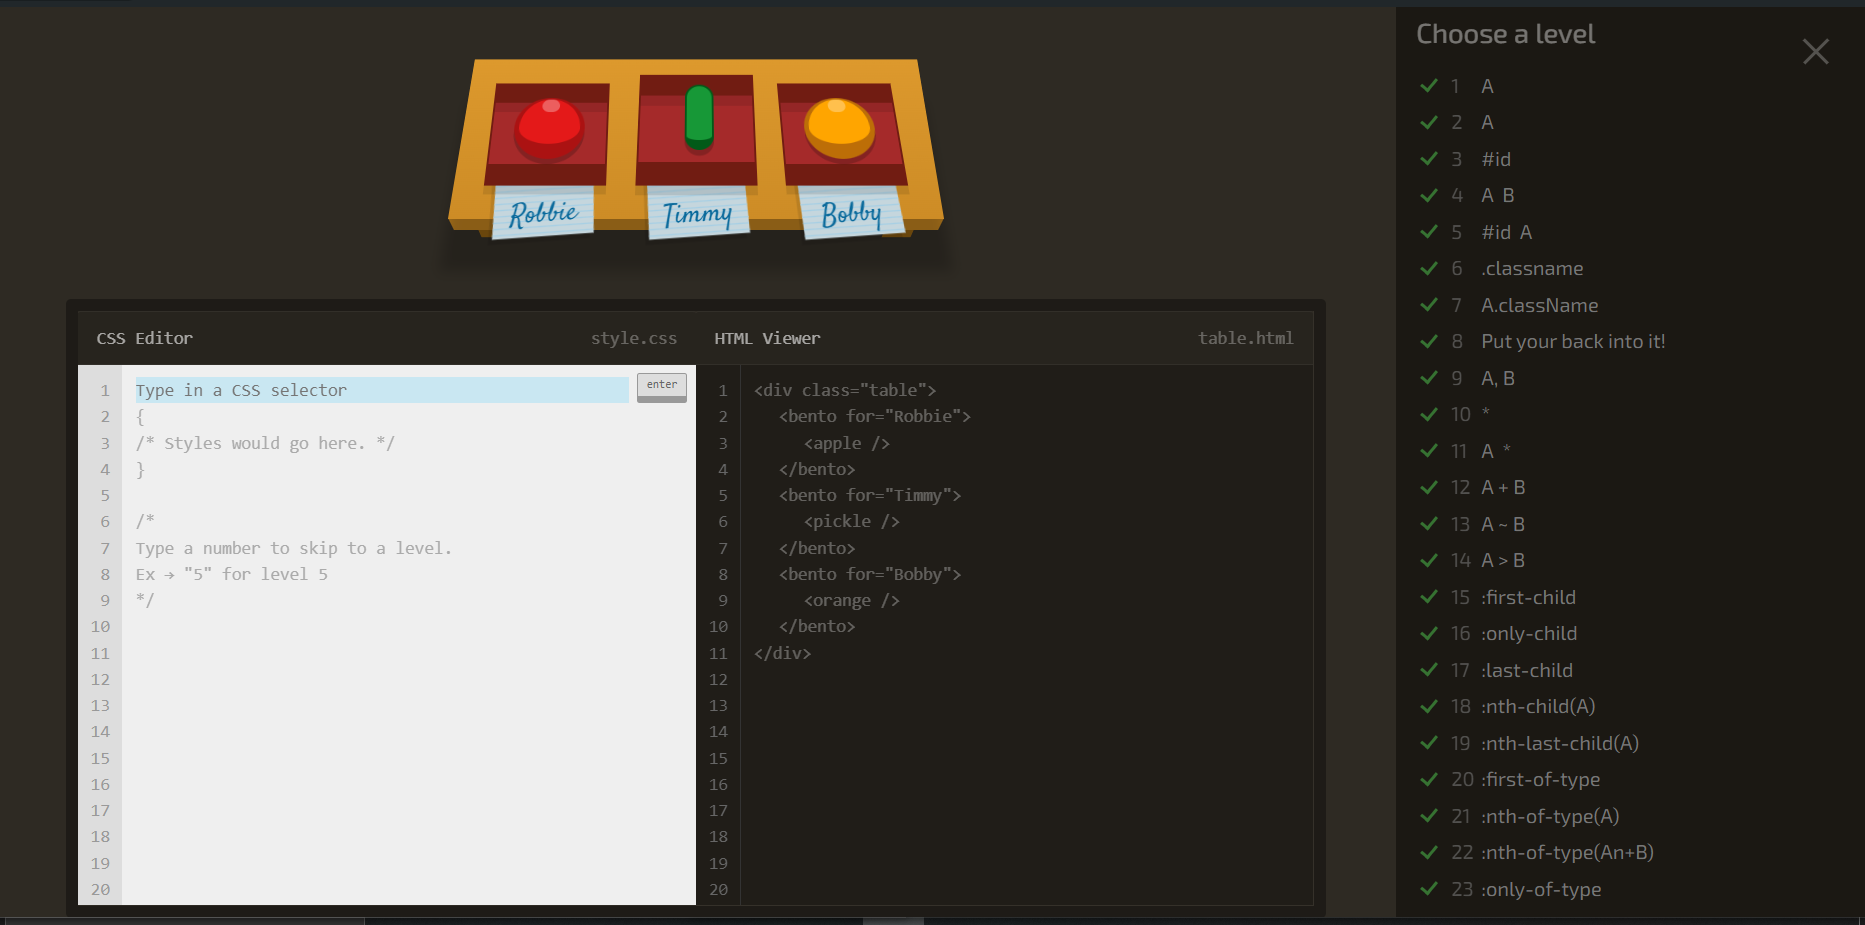 Robbie
Timmy
Bobby
CSS Editor
style.css
1 Type in a CSS selector
enter
2 {
3 /* Styles would go here. */
4 }
5
6 /*
7 Type a number to skip to a level.
8 Ex → "5" for level 5
9 */
10
11
12
13
14
15
16
17
18
19
20
HTML Viewer
table.html
1 <div class="table">
2 <bento for="Robbie">
3 <apple />
4 </bento>
5 <bento for="Timmy">
6 <pickle />
7 </bento>
8 <bento for="Bobby">
9 <orange />
10 </bento>
11 </div>
12
13
14
15
16
17
18
19
20
Choose a level
1 A
2 A
3 #id
4 A B
5 #id A
6 .classname
7 A.className
8 Put your back into it!
9 A, B
10 *
11 A *
12 A + B
13 A ~ B
14 A > B
15 :first-child
16 :only-child
17 :last-child
18 :nth-child(A)
19 :nth-last-child(A)
20 :first-of-type
21 :nth-of-type(A)
22 :nth-of-type(An+B)
23 :only-of-type